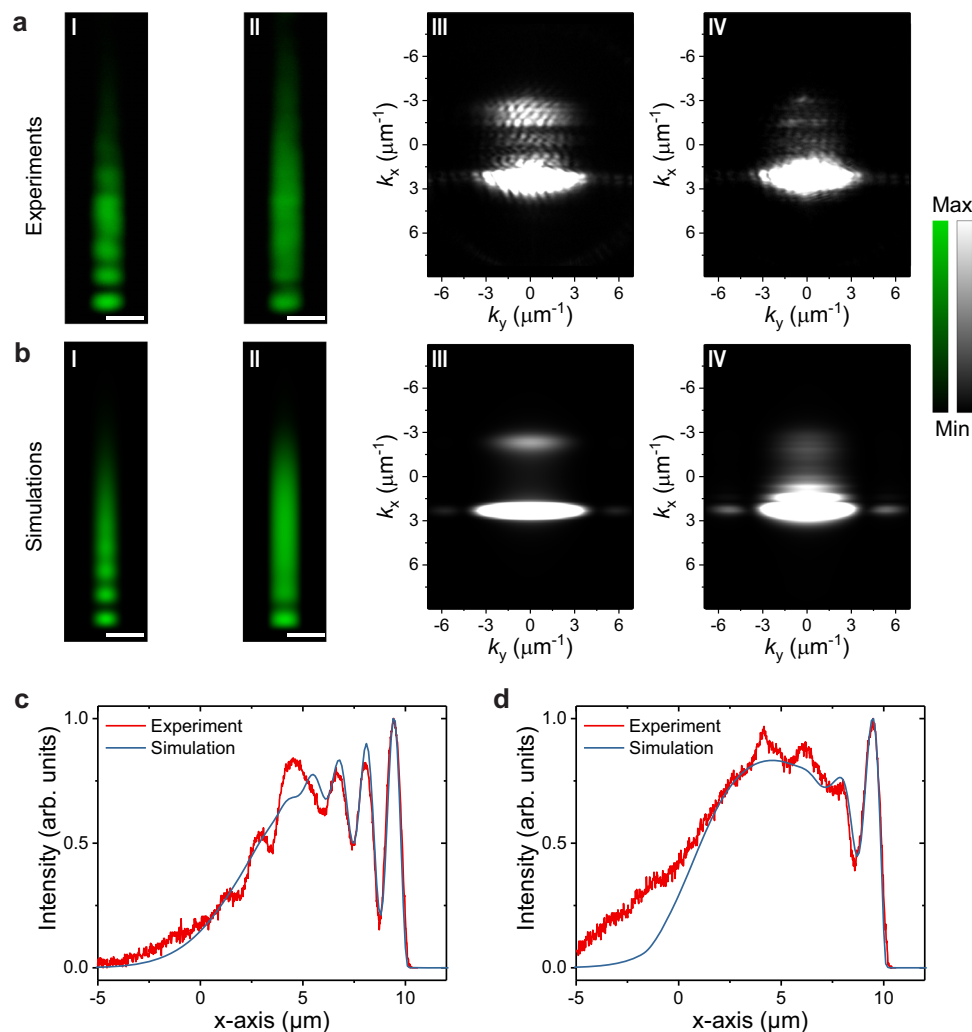 a
I
II
III
IV
Experiments
-6
-3
0
3
6
kx (μm-1)
-6 -3 0 3 6
ky (μm-1)
-6
-3
0
3
6
kx (μm-1)
-6 -3 0 3 6
ky (μm-1)
Max
Min
b
I
II
III
IV
Simulations
-6
-3
0
3
6
kx (μm-1)
-6 -3 0 3 6
ky (μm-1)
-6
-3
0
3
6
kx (μm-1)
-6 -3 0 3 6
ky (μm-1)
c
Experiment
Simulation
1.0
0.5
0.0
Intensity (arb. units)
-5 0 5 10
x-axis (μm)
d
Experiment
Simulation
1.0
0.5
0.0
Intensity (arb. units)
-5 0 5 10
x-axis (μm)